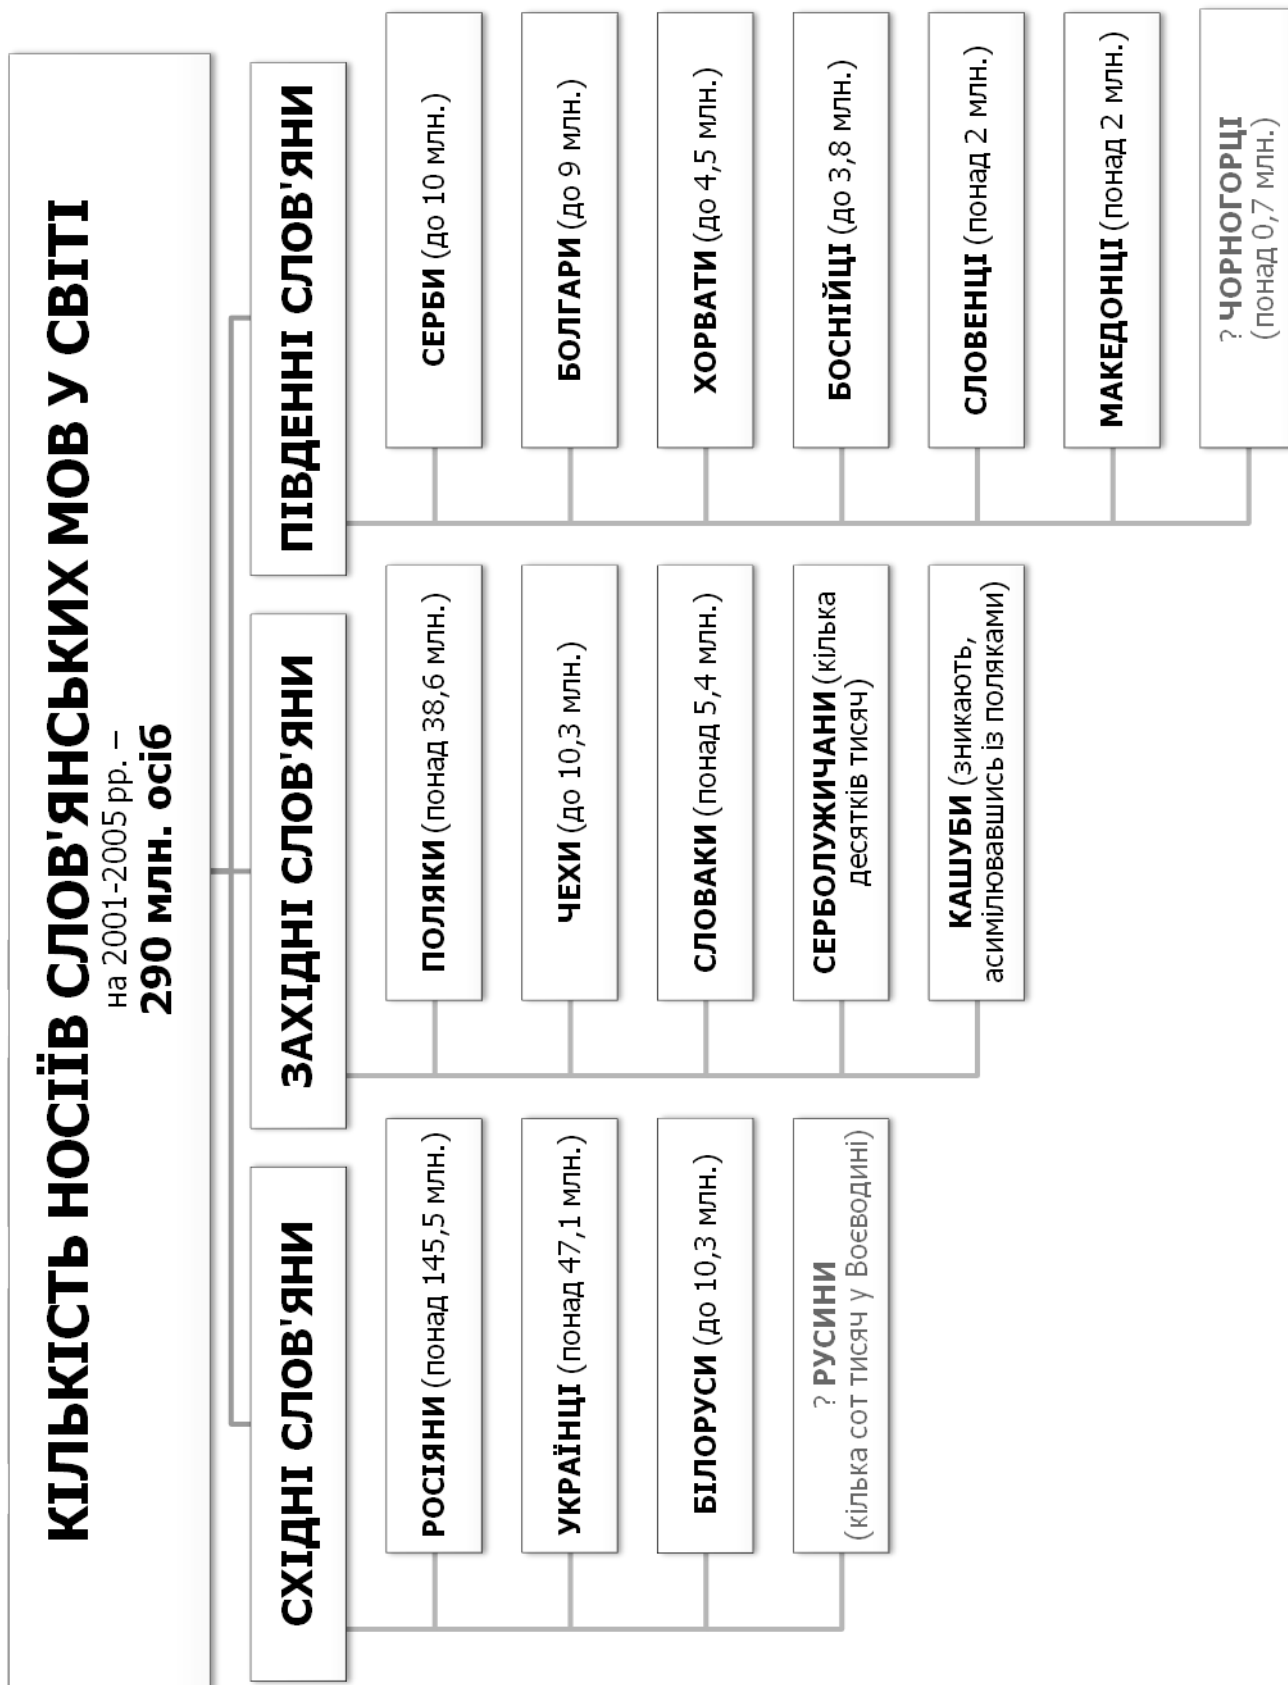 КІЛЬКІСТЬ НОСІЇВ СЛОВ'ЯНСЬКИХ МОВ У СВІТІ
на 2001-2005 рр. –
290 млн. осіб
СХІДНІ СЛОВ'ЯНИ
РОСІЯНИ (понад 145,5 млн.)
УКРАЇНЦІ (понад 47,1 млн.)
БІЛОРУСИ (до 10,3 млн.)
? РУСИНИ
(кілька сот тисяч у Воєводині)
ЗАХІДНІ СЛОВ'ЯНИ
ПОЛЯКИ (понад 38,6 млн.)
ЧЕХИ (до 10,3 млн.)
СЛОВАКИ (понад 5,4 млн.)
СЕРБОЛУЖИЧАНИ (кілька
десятків тисяч)
КАШУБИ (зникають,
асимілювавшись із поляками)
ПІВДЕННІ СЛОВ'ЯНИ
СЕРБИ (до 10 млн.)
БОЛГАРИ (до 9 млн.)
ХОРВАТИ (до 4,5 млн.)
БОСНІЙЦІ (до 3,8 млн.)
СЛОВЕНЦІ (понад 2 млн.)
МАКЕДОНЦІ (понад 2 млн.)
? ЧОРНОГОРЦІ
(понад 0,7 млн.)